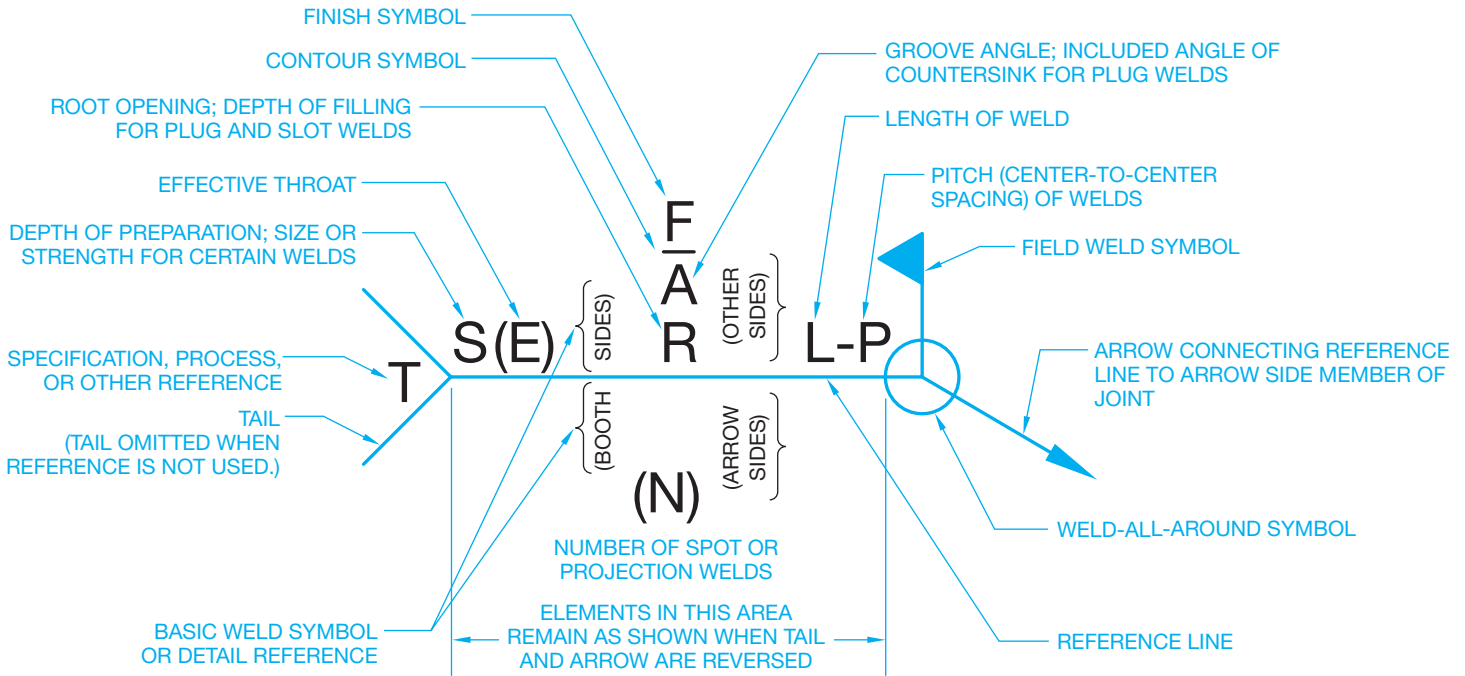 FINISH SYMBOL
CONTOUR SYMBOL
ROOT OPENING; DEPTH OF FILLING
FOR PLUG AND SLOT WELDS
EFFECTIVE THROAT
DEPTH OF PREPARATION; SIZE OR
STRENGTH FOR CERTAIN WELDS
SPECIFICATION, PROCESS,
OR OTHER REFERENCE
TAIL
(TAIL OMITTED WHEN
REFERENCE IS NOT USED.)
BASIC WELD SYMBOL
OR DETAIL REFERENCE
T
S(E)
F
A
R
(BOOTH
SIDES)
(OTHER
SIDES)
(ARROW
SIDES)
L-P
(N)
NUMBER OF SPOT OR
PROJECTION WELDS
ELEMENTS IN THIS AREA
REMAIN AS SHOWN WHEN TAIL
AND ARROW ARE REVERSED
GROOVE ANGLE; INCLUDED ANGLE OF
COUNTERSINK FOR PLUG WELDS
LENGTH OF WELD
PITCH (CENTER-TO-CENTER
SPACING) OF WELDS
FIELD WELD SYMBOL
ARROW CONNECTING REFERENCE
LINE TO ARROW SIDE MEMBER OF
JOINT
WELD-ALL-AROUND SYMBOL
REFERENCE LINE